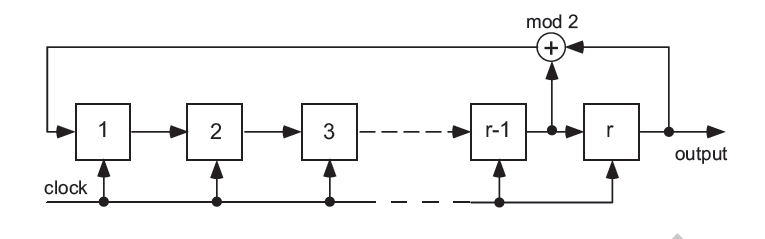 mod 2
+
1 2 3 r-1 r
output
clock